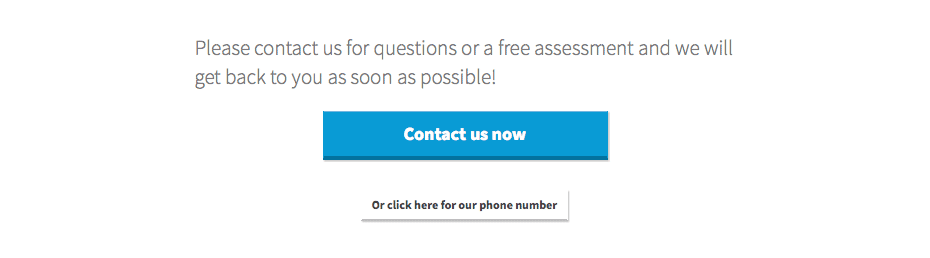 Please contact us for questions or a free assessment and we will
get back to you as soon as possible!
Contact us now
Or click here for our phone number